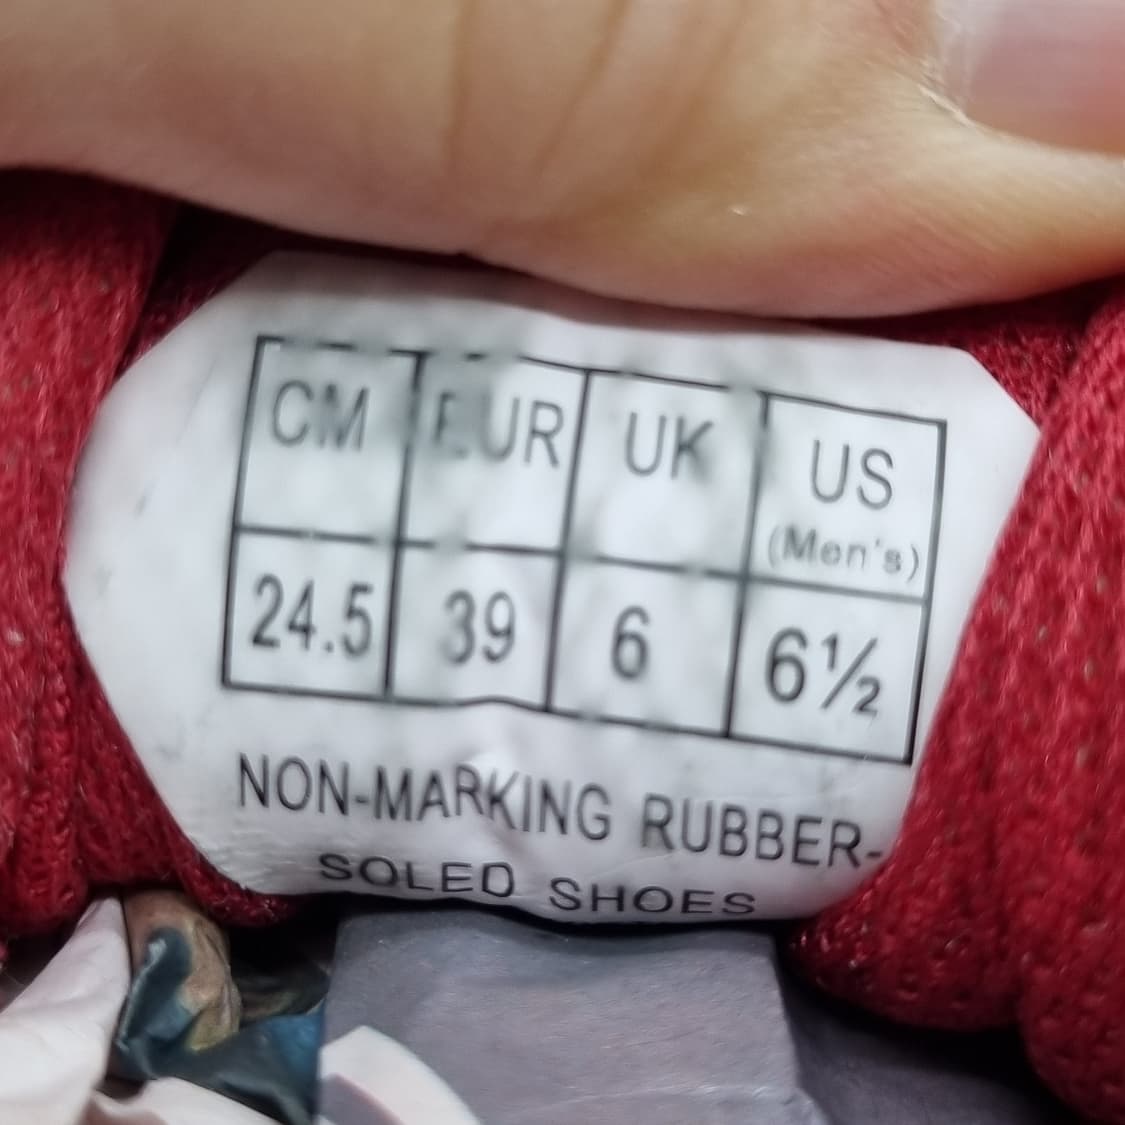 CM EUR UK US
(Men's)
24.5 39 6 6½
NON-MARKING RUBBER-
SOLED SHOES